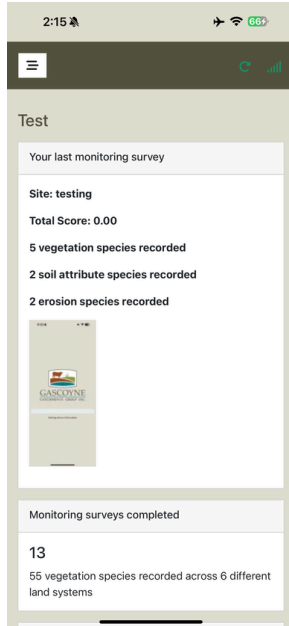 2:15
66
Test
Your last monitoring survey
Site: testing
Total Score: 0.00
5 vegetation species recorded
2 soil attribute species recorded
2 erosion species recorded
GASCOYNE
Monitoring surveys completed
13
55 vegetation species recorded across 6 different
land systems